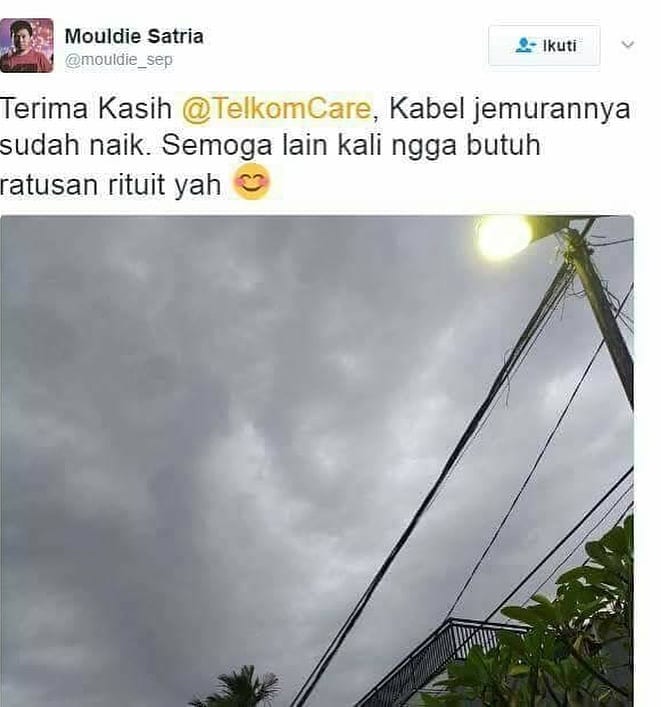 Mouldie Satria
@mouldie_sep
Ikuti
Terima Kasih @TelkomCare, Kabel jemurannya
sudah naik. Semoga lain kali ngga butuh
ratusan rituit yah 😊